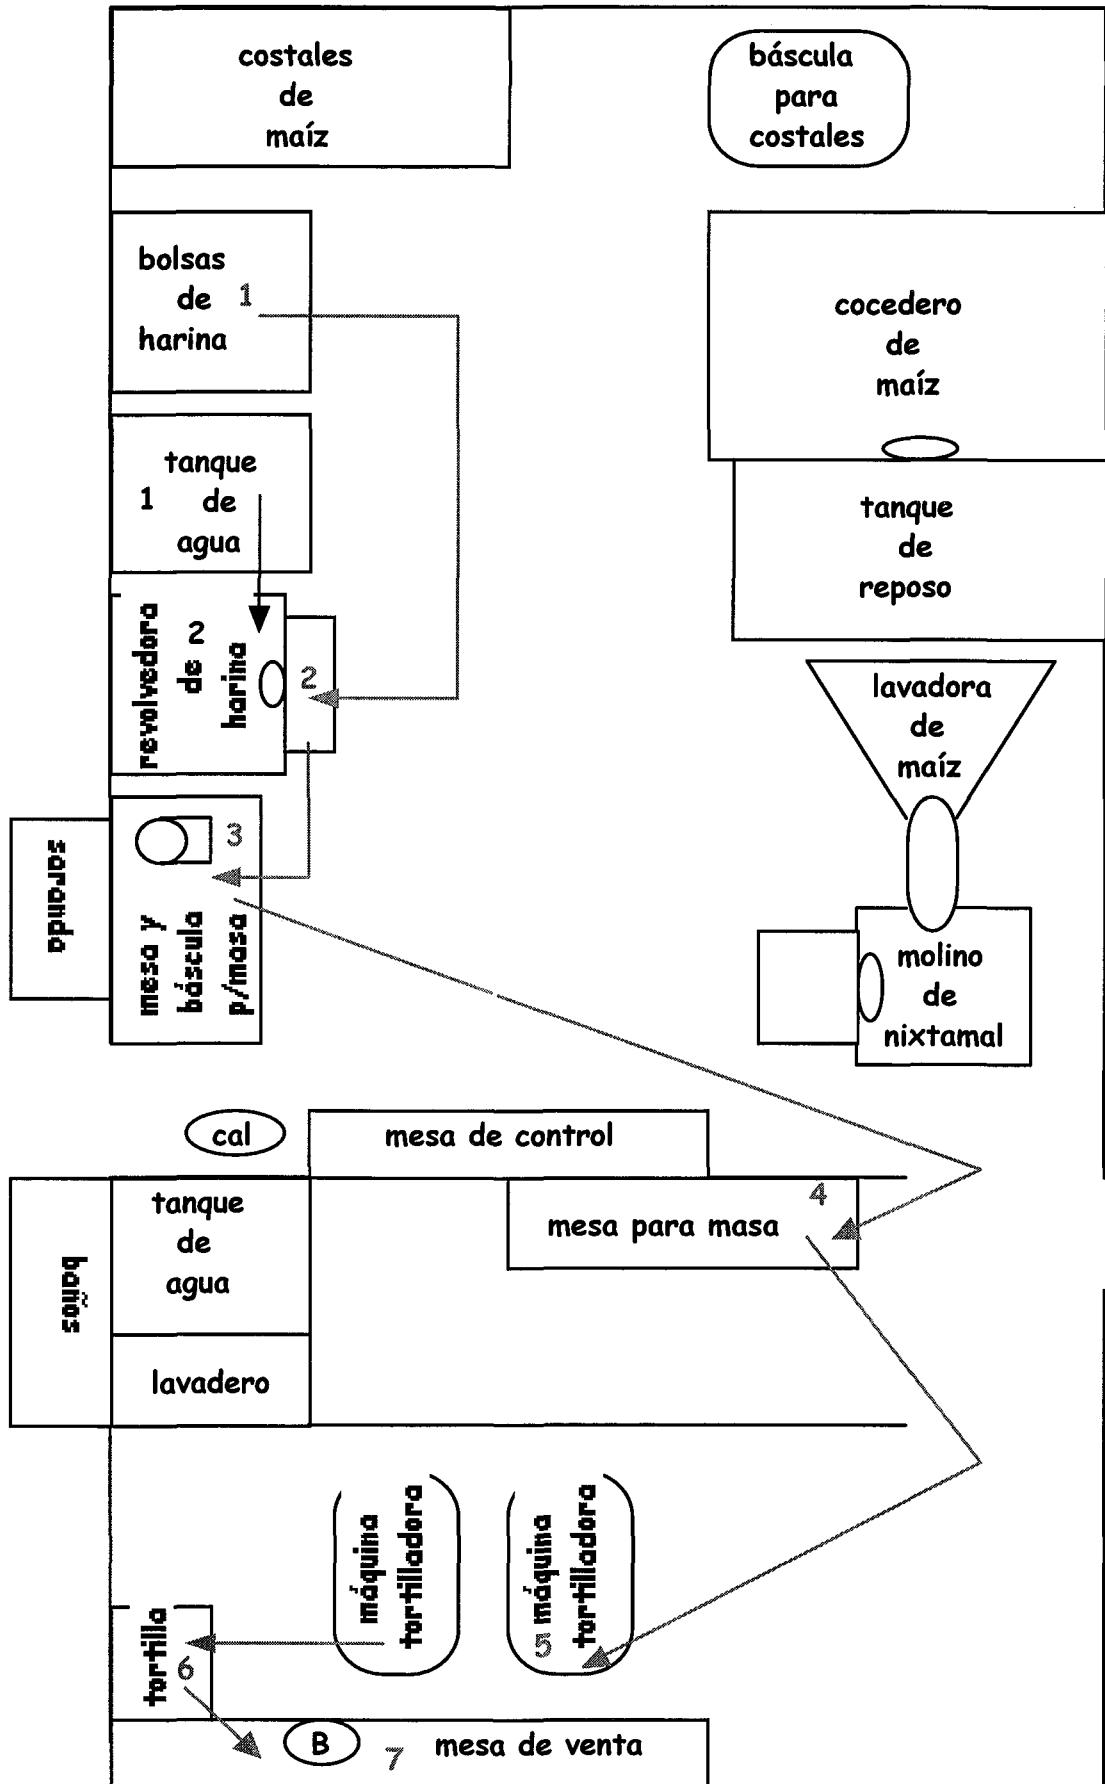 costales
de
maíz
báscula
para
costales
bolsas
de 1
harina
cocedero
de
maíz
tanque
1 de
agua
tanque
de
reposo
revolvedora
de 2
harina
2
lavadora
de
maíz
sarando
3
mesa y
báscula
p/masa
molino
de
nixtamal
cal
mesa de control
4
mesa para masa
baños
tanque
de
agua
lavadero
máquina
tortilladora
5 máquina
tortilladora
tortilla
6
B
7 mesa de venta